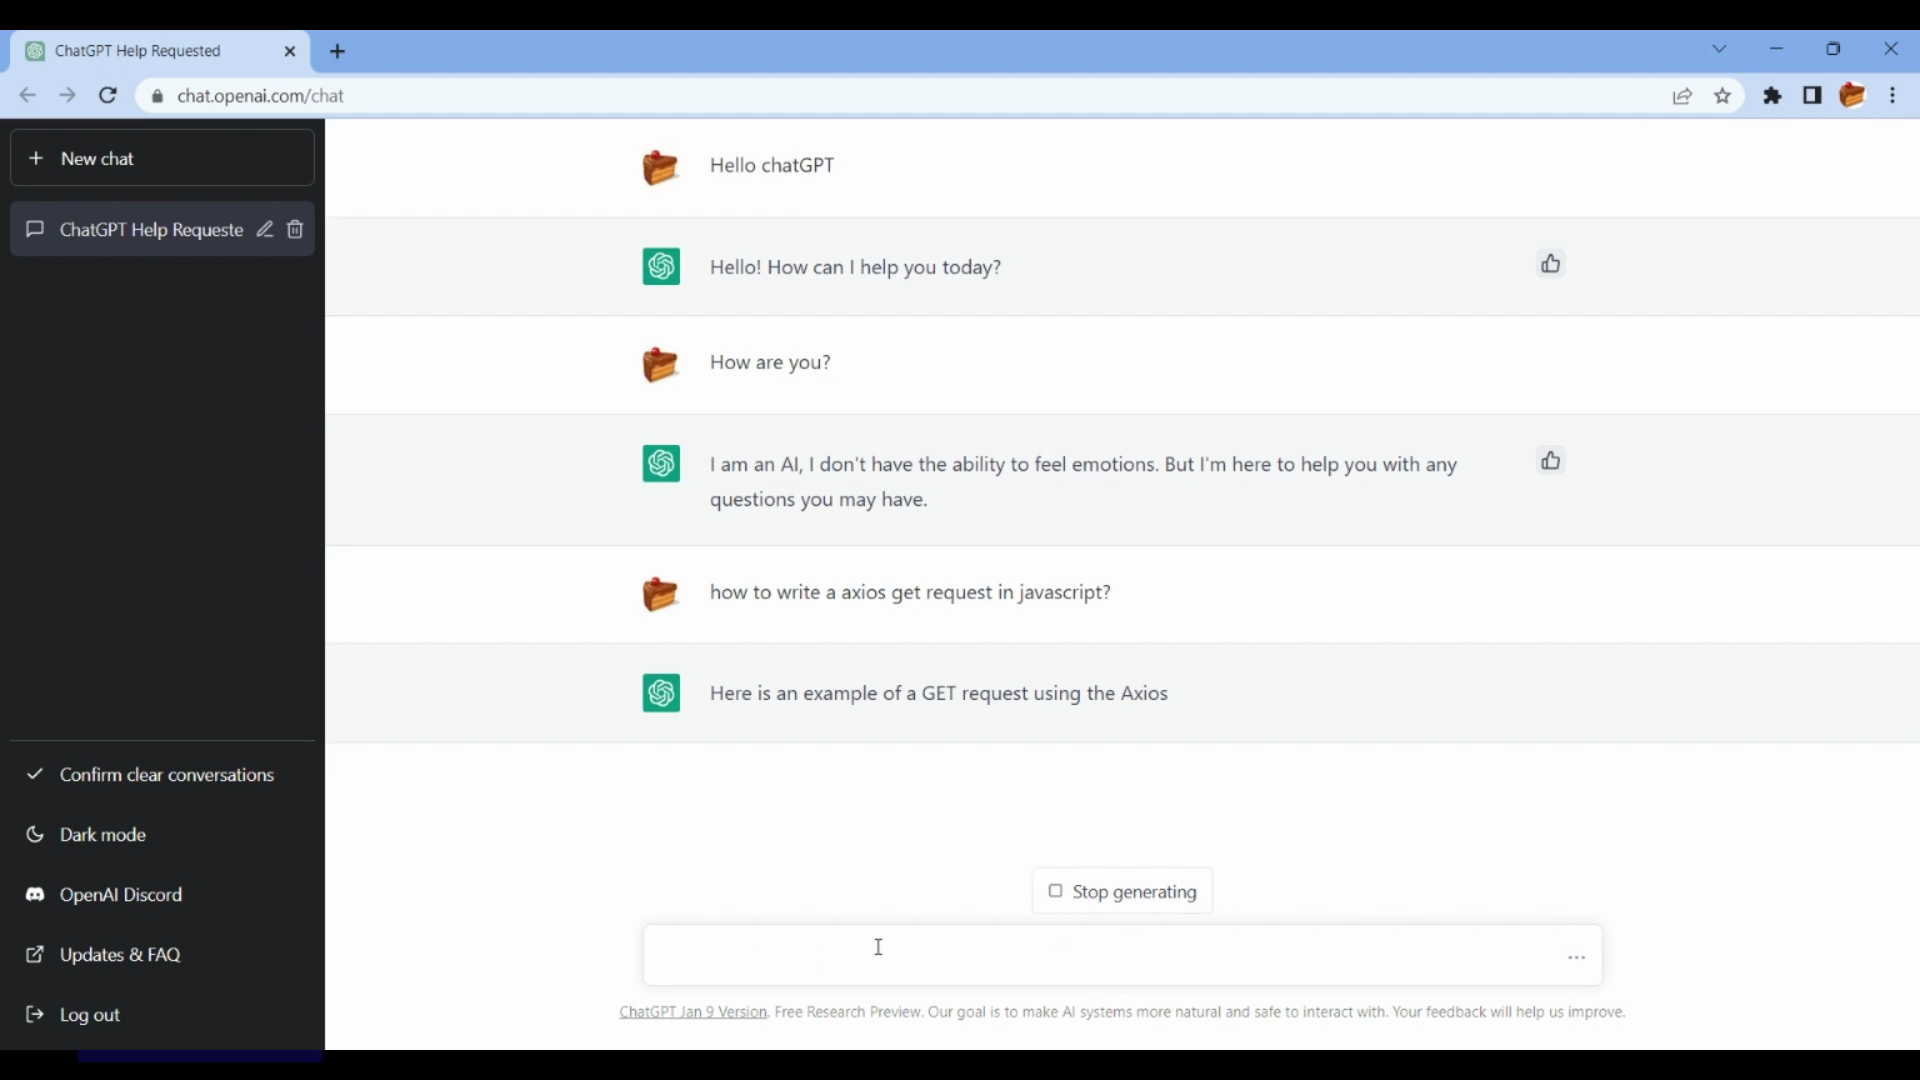 ChatGPT Help Requested
chat.openai.com/chat
New chat
ChatGPT Help Requeste
Hello chatGPT
Hello! How can I help you today?
How are you?
I am an AI, I don't have the ability to feel emotions. But I'm here to help you with any
questions you may have.
how to write a axios get request in javascript?
Here is an example of a GET request using the Axios
Confirm clear conversations
Dark mode
OpenAI Discord
Updates & FAQ
Log out
Stop generating
ChatGPT Jan 9 Version. Free Research Preview. Our goal is to make AI systems more natural and safe to interact with. Your feedback will help us improve.